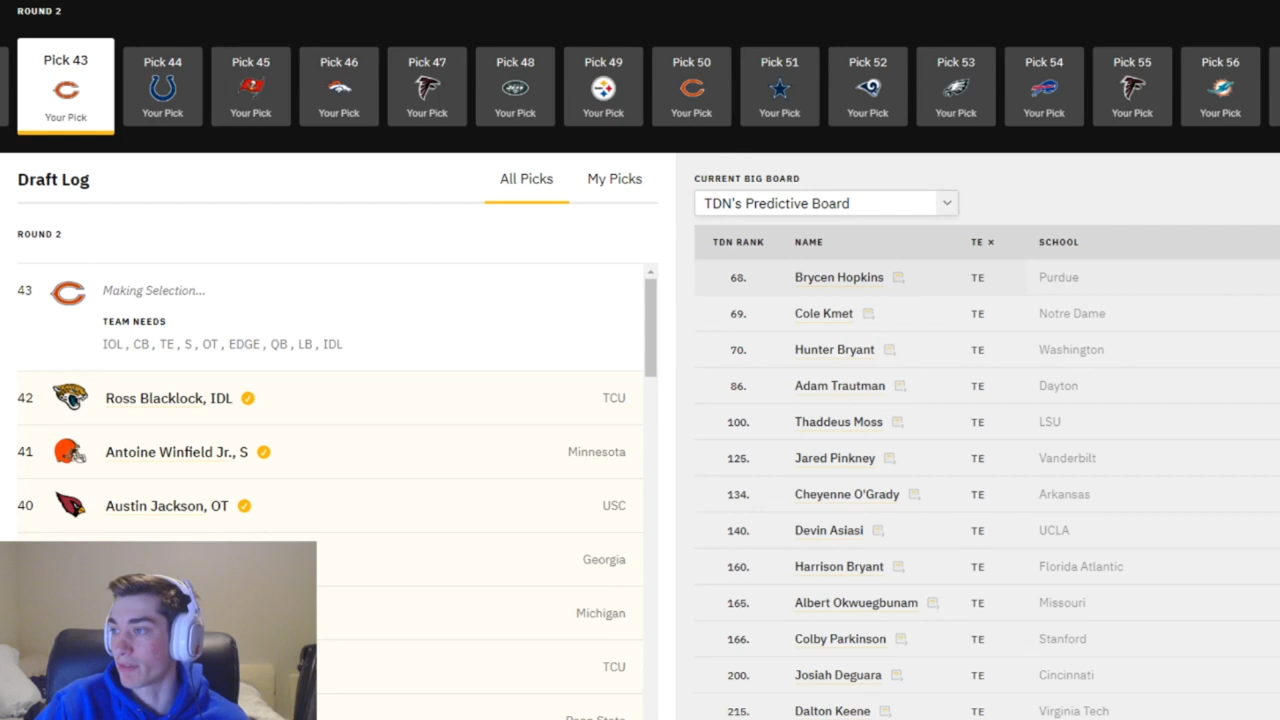 ROUND 2
Pick 43 Pick 44 Pick 45 Pick 46 Pick 47 Pick 48 Pick 49 Pick 50 Pick 51 Pick 52 Pick 53 Pick 54 Pick 55 Pick 56
Your Pick Your Pick Your Pick Your Pick Your Pick Your Pick Your Pick Your Pick Your Pick Your Pick Your Pick Your Pick Your Pick Your Pick
Draft Log All Picks My Picks
ROUND 2
43 Making Selection...
TEAM NEEDS
IOL, CB, TE, S, OT, EDGE, QB, LB, IDL
42 Ross Blacklock, IDL TCU
41 Antoine Winfield Jr., S Minnesota
40 Austin Jackson, OT USC
Georgia
Michigan
TCU
Penn State
CURRENT BIG BOARD
TDN's Predictive Board
TDN RANK NAME TE × SCHOOL
68. Brycen Hopkins TE Purdue
69. Cole Kmet TE Notre Dame
70. Hunter Bryant TE Washington
86. Adam Trautman TE Dayton
100. Thaddeus Moss TE LSU
125. Jared Pinkney TE Vanderbilt
134. Cheyenne O'Grady TE Arkansas
140. Devin Asiasi TE UCLA
160. Harrison Bryant TE Florida Atlantic
165. Albert Okwuegbunam TE Missouri
166. Colby Parkinson TE Stanford
200. Josiah Deguara TE Cincinnati
215. Dalton Keene TE Virginia Tech